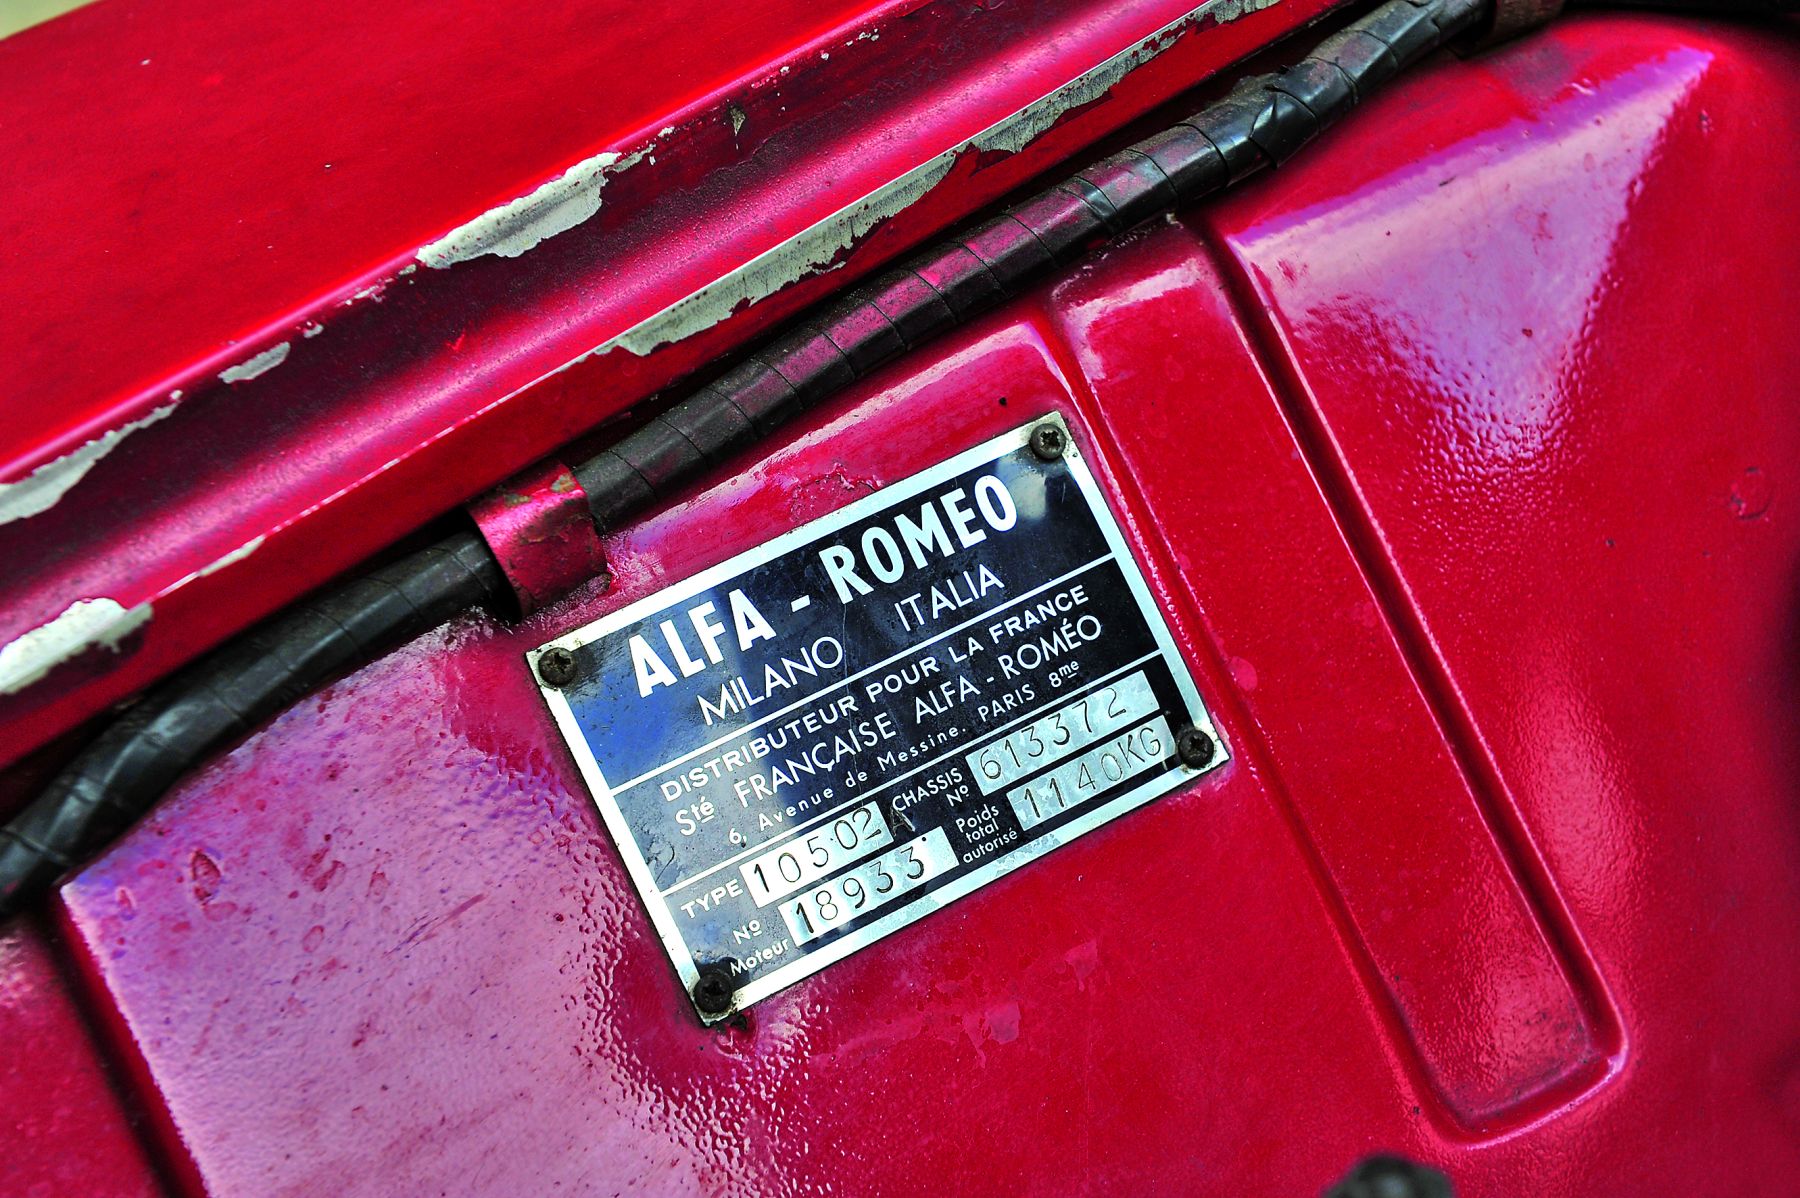 ALFA - ROMEO
MILANO ITALIA
DISTRIBUTEUR POUR LA FRANCE
Sté FRANÇAISE ALFA - ROMÉO
6, Avenue de Messine. PARIS 8me
TYPE 10502A CHASSIS Nº 613372
Nº Moteur 18933. Poids total autorisé 1140KG